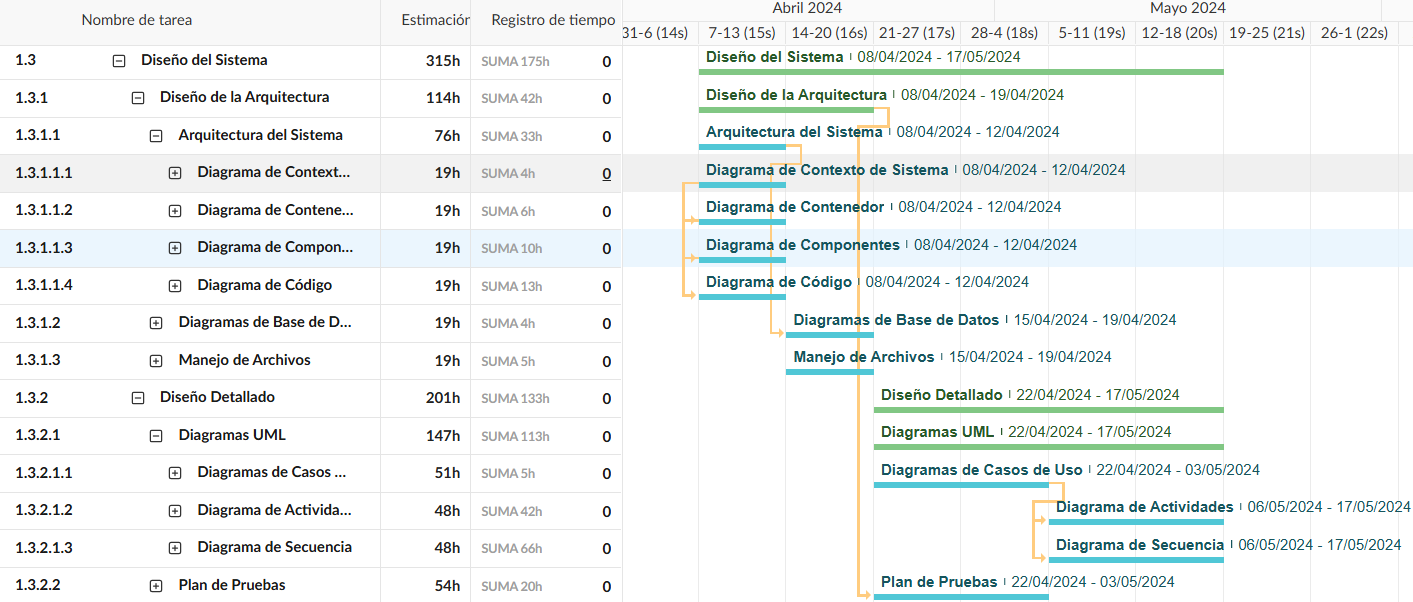 Nombre de tarea Estimación Registro de tiempo Abril 2024 Mayo 2024
31-6 (14s) 7-13 (15s) 14-20 (16s) 21-27 (17s) 28-4 (18s) 5-11 (19s) 12-18 (20s) 19-25 (21s) 26-1 (22s)
1.3 Diseño del Sistema 315h SUMA 175h 0 Diseño del Sistema 08/04/2024 - 17/05/2024
1.3.1 Diseño de la Arquitectura 114h SUMA 42h 0 Diseño de la Arquitectura 08/04/2024 - 19/04/2024
1.3.1.1 Arquitectura del Sistema 76h SUMA 33h 0 Arquitectura del Sistema 08/04/2024 - 12/04/2024
1.3.1.1.1 Diagrama de Context... 19h SUMA 4h 0 Diagrama de Contexto de Sistema 08/04/2024 - 12/04/2024
1.3.1.1.2 Diagrama de Contene... 19h SUMA 6h 0 Diagrama de Contenedor 08/04/2024 - 12/04/2024
1.3.1.1.3 Diagrama de Compon... 19h SUMA 10h 0 Diagrama de Componentes 08/04/2024 - 12/04/2024
1.3.1.1.4 Diagrama de Código 19h SUMA 13h 0 Diagrama de Código 08/04/2024 - 12/04/2024
1.3.1.2 Diagramas de Base de D... 19h SUMA 4h 0 Diagramas de Base de Datos 15/04/2024 - 19/04/2024
1.3.1.3 Manejo de Archivos 19h SUMA 5h 0 Manejo de Archivos 15/04/2024 - 19/04/2024
1.3.2 Diseño Detallado 201h SUMA 133h 0 Diseño Detallado 22/04/2024 - 17/05/2024
1.3.2.1 Diagramas UML 147h SUMA 113h 0 Diagramas UML 22/04/2024 - 17/05/2024
1.3.2.1.1 Diagramas de Casos ... 51h SUMA 5h 0 Diagramas de Casos de Uso 22/04/2024 - 03/05/2024
1.3.2.1.2 Diagrama de Activida... 48h SUMA 42h 0 Diagrama de Actividades 06/05/2024 - 17/05/2024
1.3.2.1.3 Diagrama de Secuencia 48h SUMA 66h 0 Diagrama de Secuencia 06/05/2024 - 17/05/2024
1.3.2.2 Plan de Pruebas 54h SUMA 20h 0 Plan de Pruebas 22/04/2024 - 03/05/2024